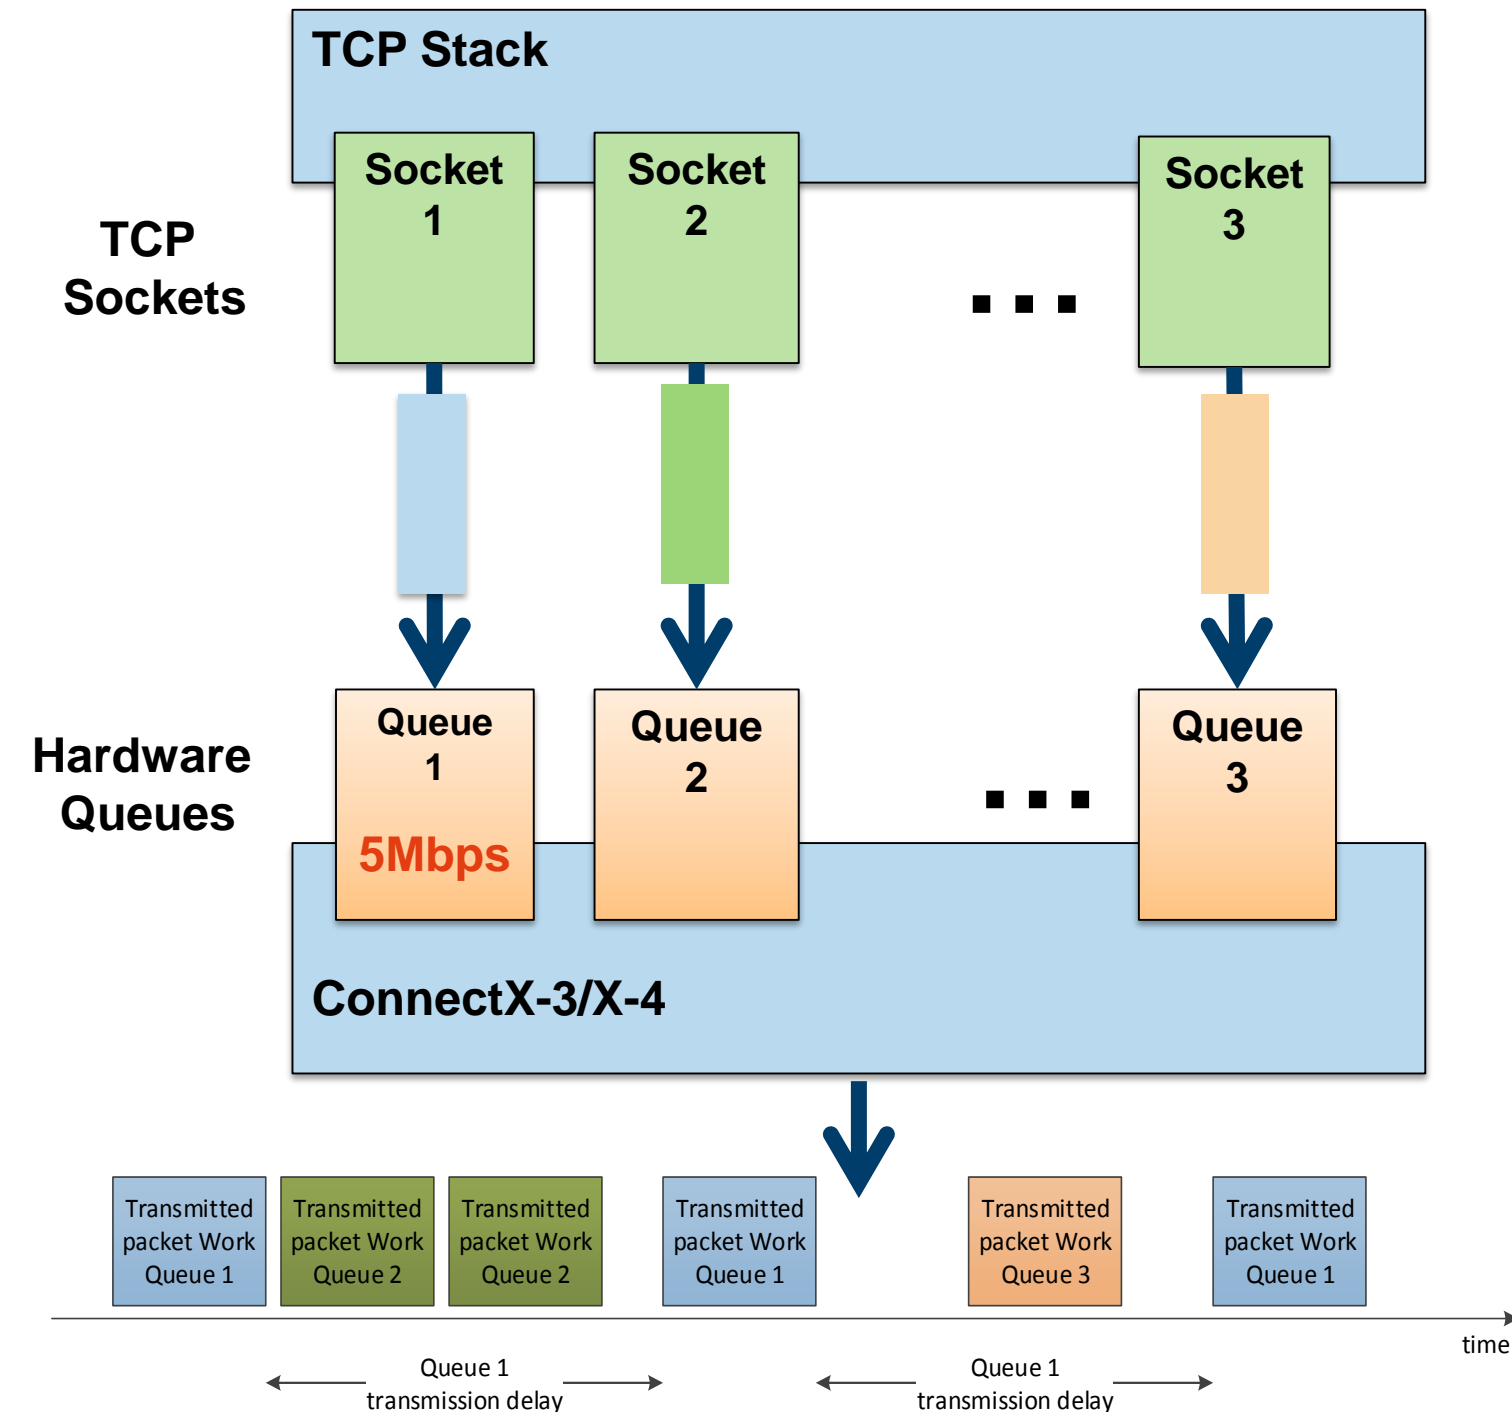 TCP Stack
Socket
1
Socket
2
Socket
3
TCP
Sockets
Hardware
Queues
Queue
1
5Mbps
Queue
2
Queue
3
ConnectX-3/X-4
Transmitted
packet Work
Queue 1
Transmitted
packet Work
Queue 2
Transmitted
packet Work
Queue 2
Transmitted
packet Work
Queue 1
Transmitted
packet Work
Queue 3
Transmitted
packet Work
Queue 1
time
Queue 1
transmission delay
Queue 1
transmission delay